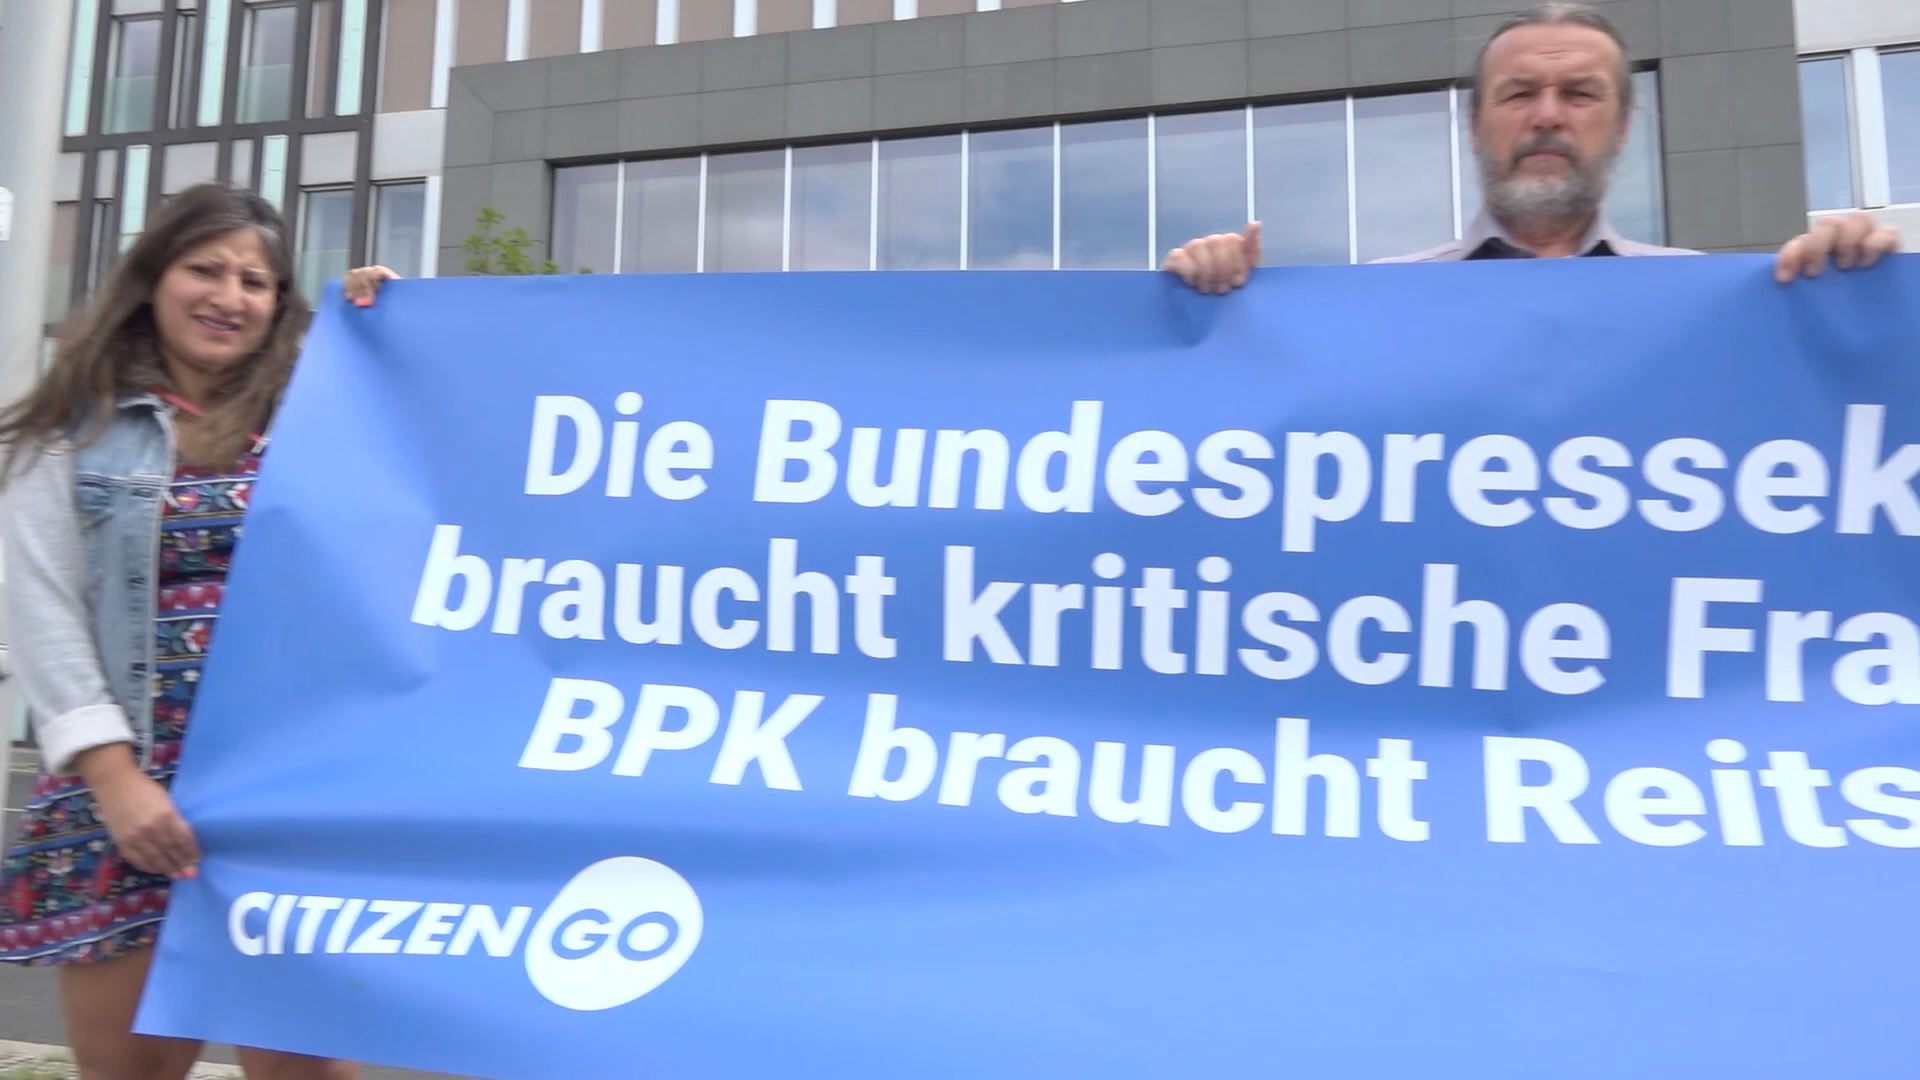 Die Bundespressek
braucht kritische Fra
BPK braucht Reits
CITIZENGO